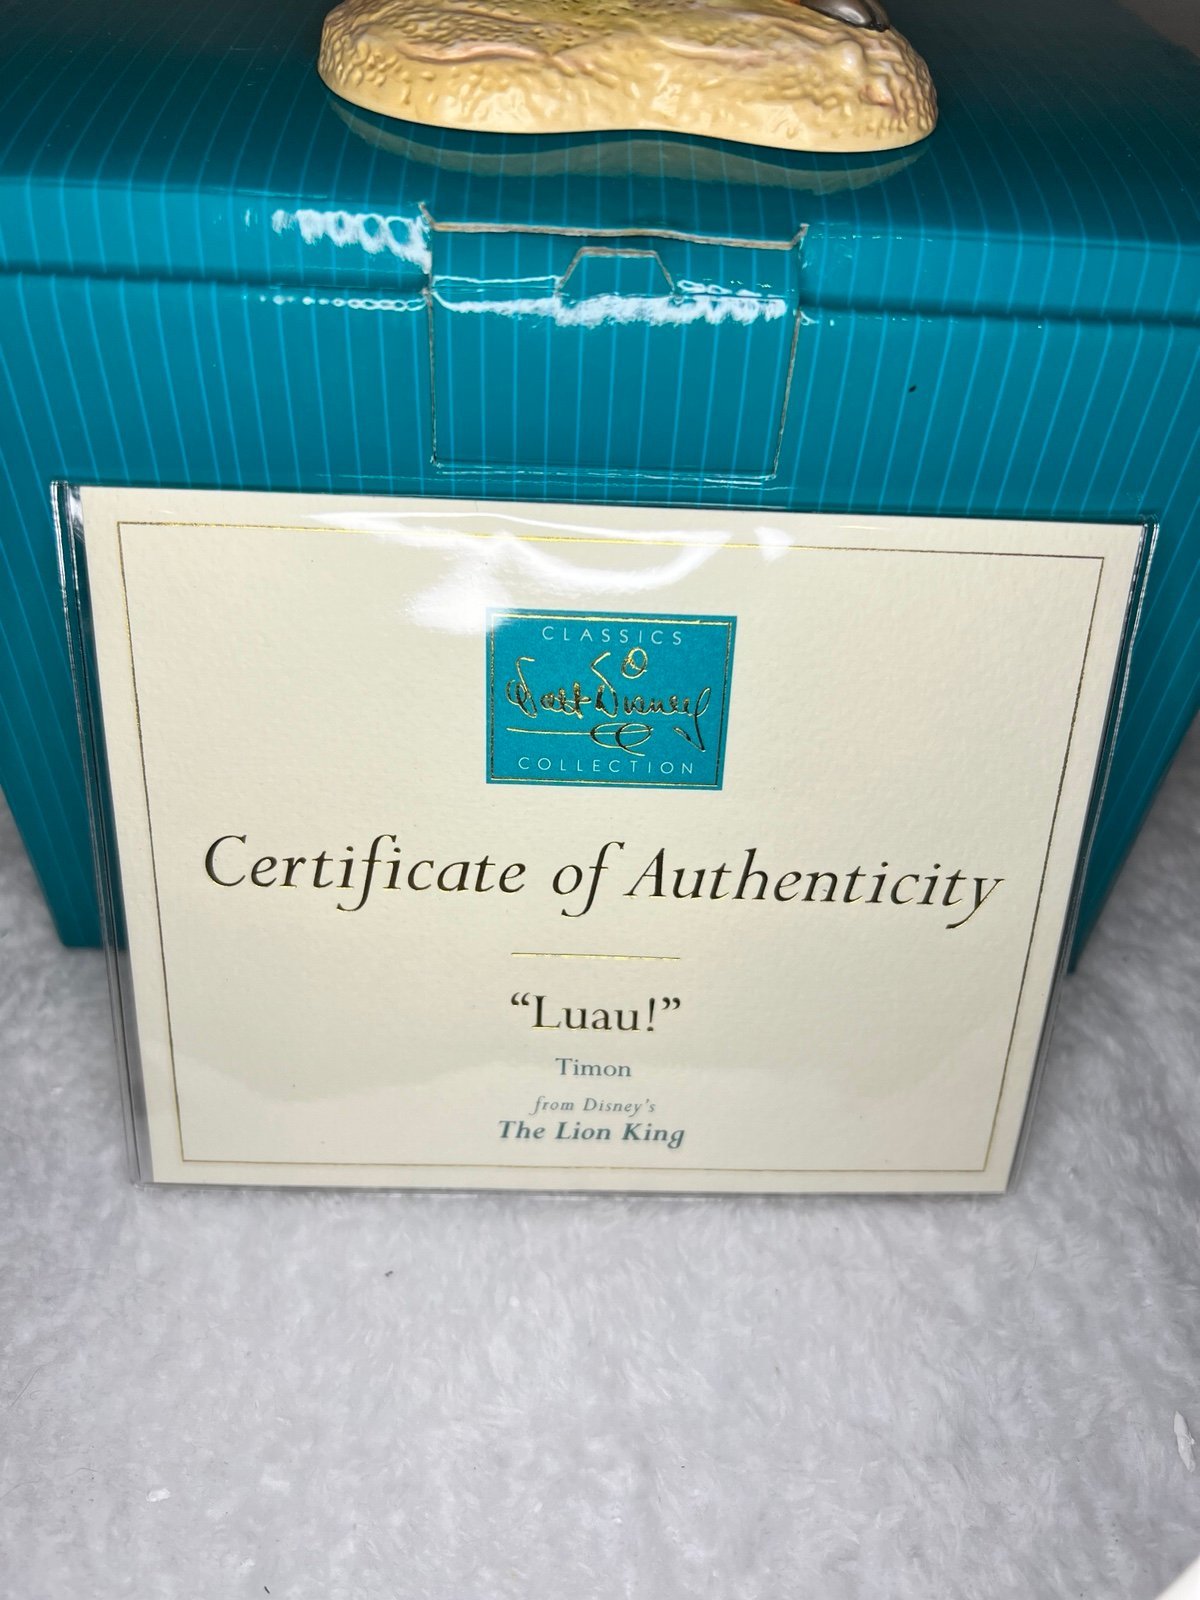 CLASSICS
Walt Disney
COLLECTION
Certificate of Authenticity
“Luau!”
Timon
from Disney’s
The Lion King